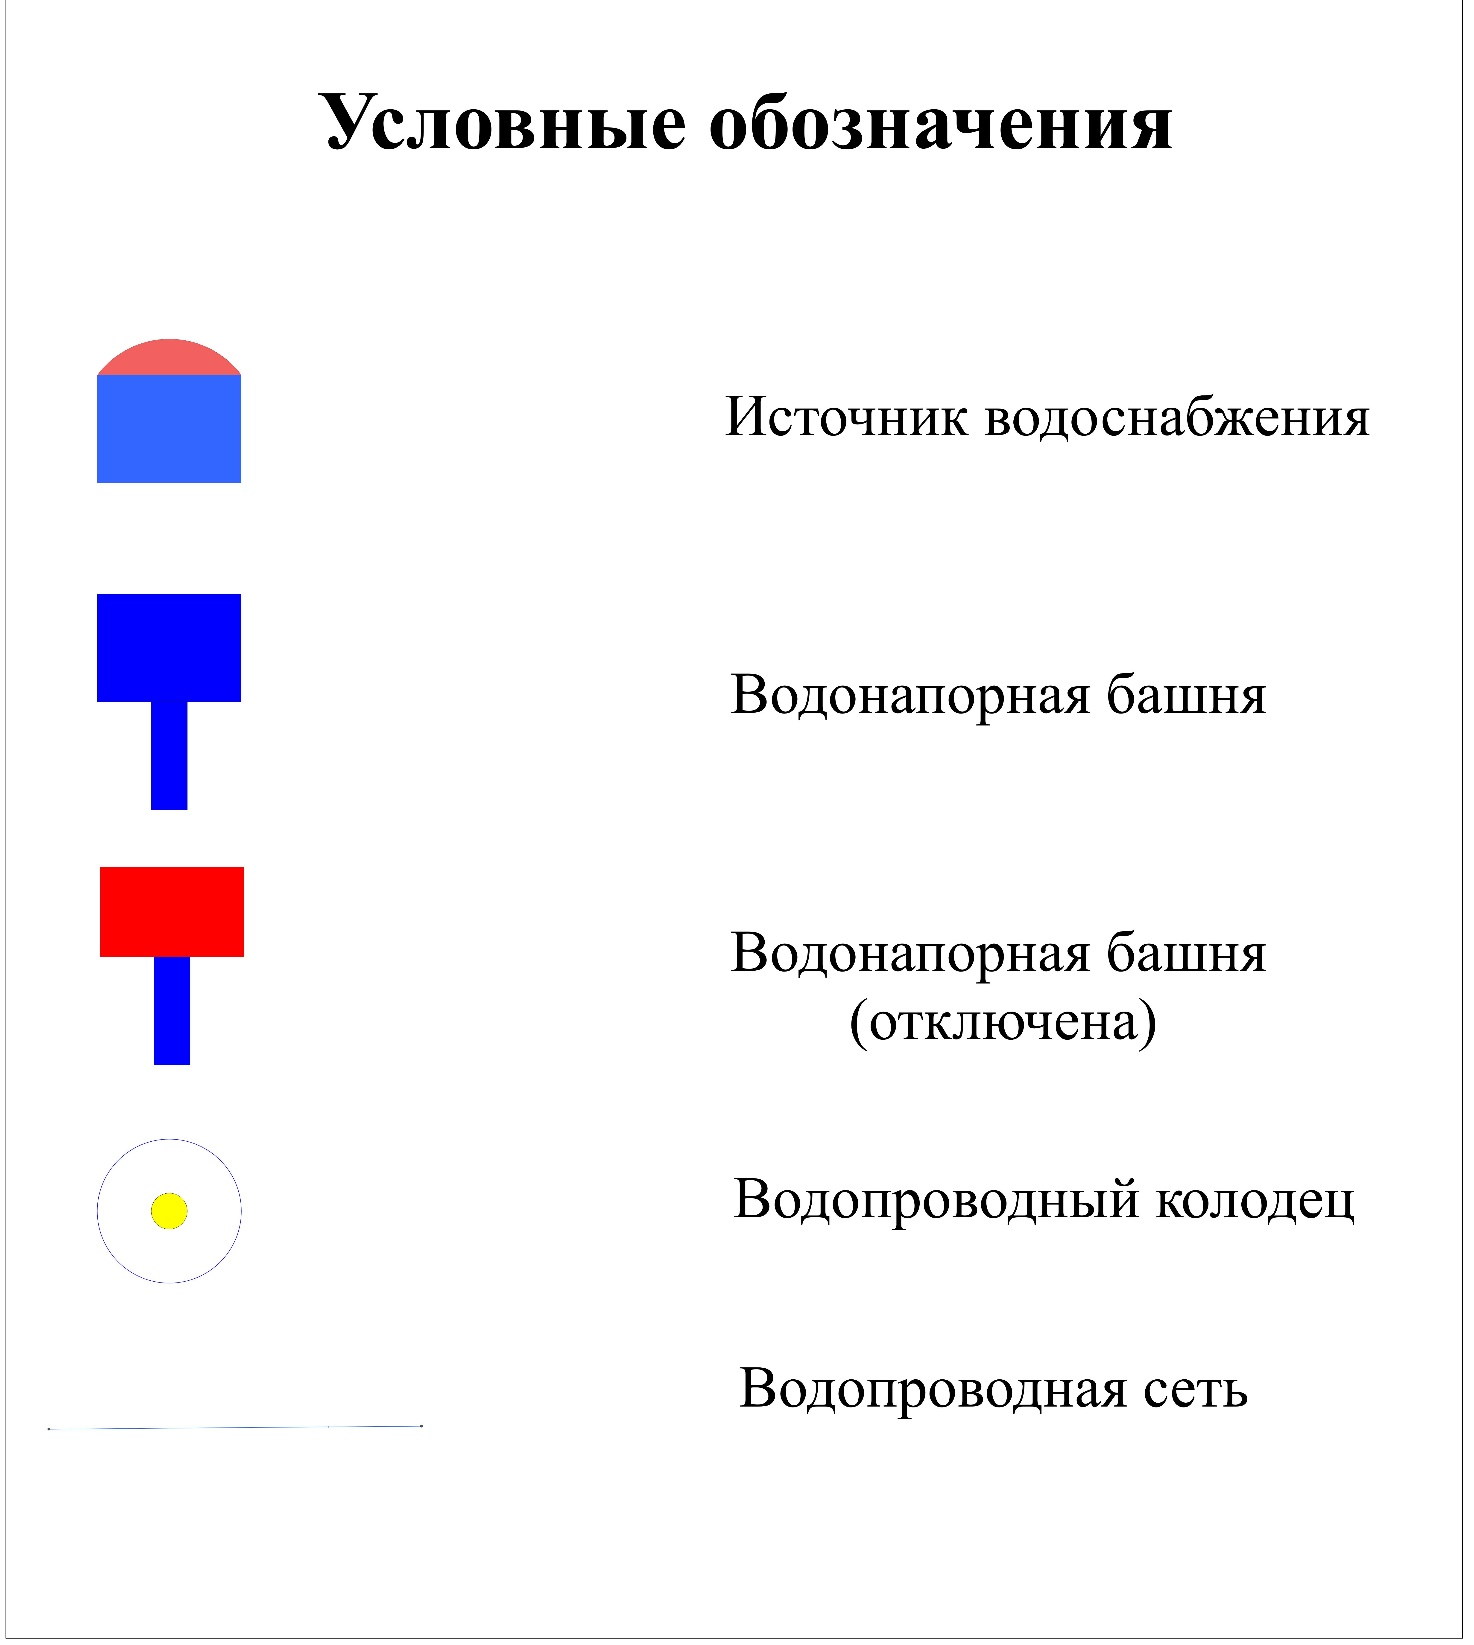 Условные обозначения
Источник водоснабжения
Водонапорная башня
Водонапорная башня
(отключена)
Водопроводный колодец
Водопроводная сеть